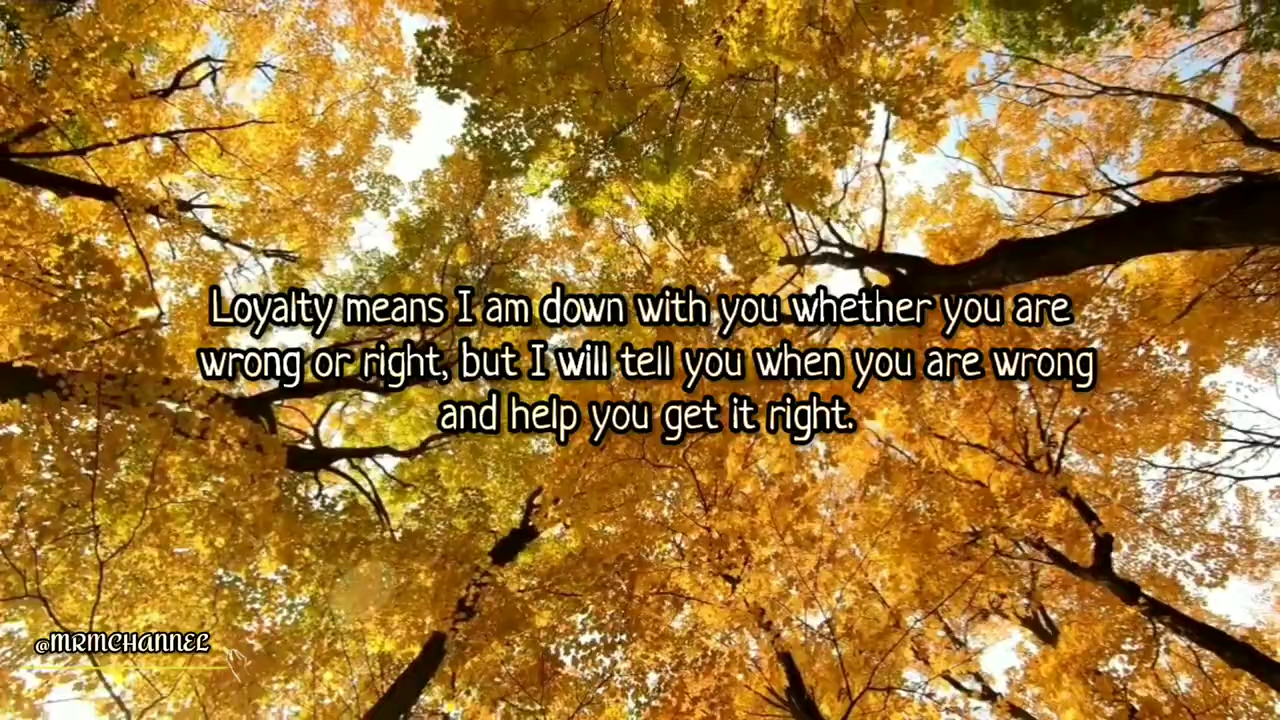 Loyalty means I am down with you whether you are
wrong or right, but I will tell you when you are wrong
and help you get it right.
@MRMCHANNEL